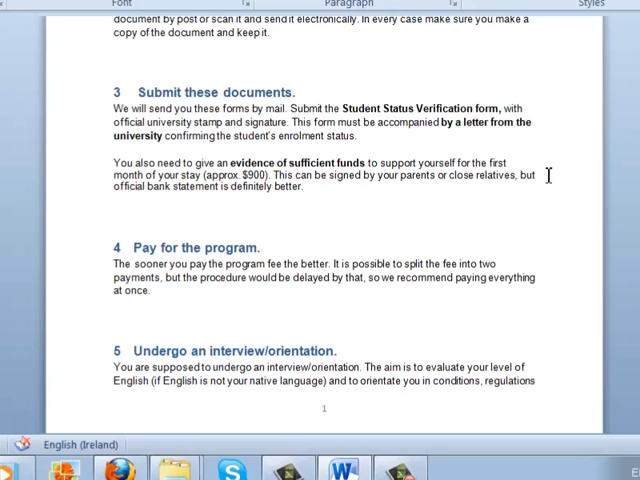 Font Paragraph Styles
document by post or scan it and send it electronically. In every case make sure you make a
copy of the document and keep it.
3 Submit these documents.
We will send you these forms by mail. Submit the Student Status Verification form, with
official university stamp and signature. This form must be accompanied by a letter from the
university confirming the student's enrolment status.
You also need to give an evidence of sufficient funds to support yourself for the first
month of your stay (approx. $900). This can be signed by your parents or close relatives, but
official bank statement is definitely better.
4 Pay for the program.
The sooner you pay the program fee the better. It is possible to split the fee into two
payments, but the procedure would be delayed by that, so we recommend paying everything
at once.
5 Undergo an interview/orientation.
You are supposed to undergo an interview/orientation. The aim is to evaluate your level of
English (if English is not your native language) and to orientate you in conditions, regulations
1
English (Ireland)